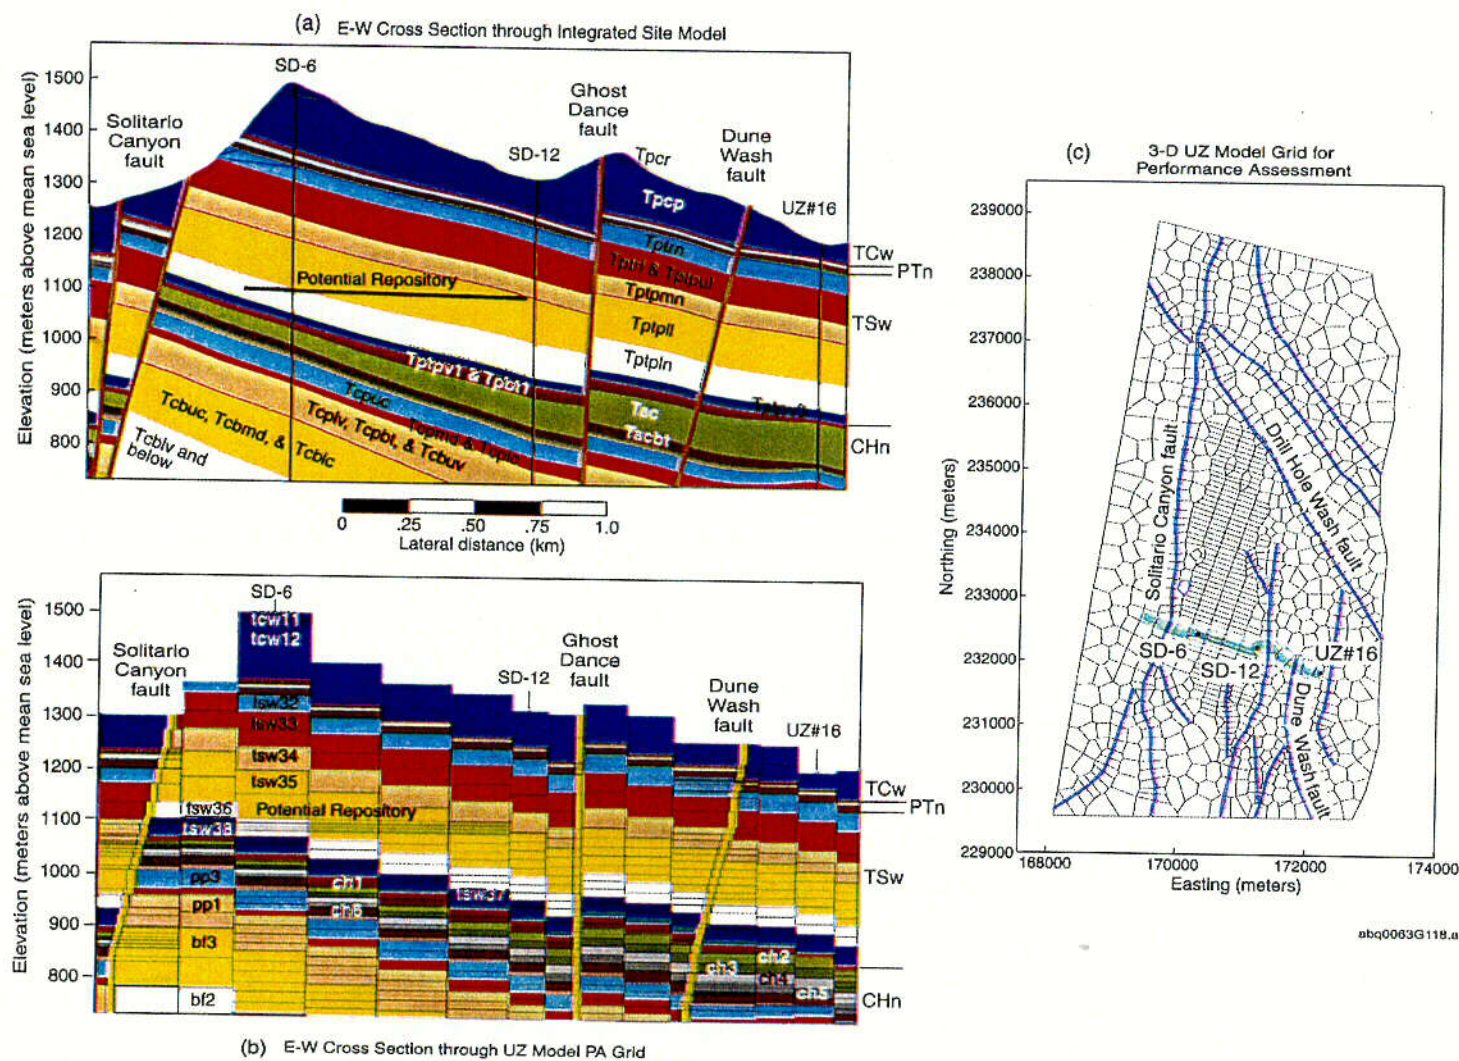 (a) E-W Cross Section through Integrated Site Model
Elevation (meters above mean sea level)
1500
1400
1300
1200
1100
1000
900
800
SD-6
Solitario
Canyon
fault
SD-12
Ghost
Dance
fault
Tpcr
Dune
Wash
fault
UZ#16
Tpcp
Tptrn
Tptrl & Tptpul
Tptpmn
Tptpll
Tptpln
Potential Repository
Tptpv1 & Tpbt1
Tac
Tacbt
Tcpuc
Tcplv, Tcpbt, & Tcbuv
Tcbuc, Tcbmd, & Tcblc
Tcblv and
below
TCw
PTn
TSw
CHn
0 .25 .50 .75 1.0
Lateral distance (km)
Elevation (meters above mean sea level)
1500
1400
1300
1200
1100
1000
900
800
SD-6
tcw11
tcw12
Solitario
Canyon
fault
SD-12
Ghost
Dance
fault
Dune
Wash
fault
UZ#16
tsw32
tsw33
tsw34
tsw35
Potential Repository
tsw36
tsw38
pp3
pp1
bf3
bf2
ch1
ch6
tsw37
ch2
ch3
ch4
ch5
TCw
PTn
TSw
CHn
(b) E-W Cross Section through UZ Model PA Grid
(c) 3-D UZ Model Grid for
Performance Assessment
Northing (meters)
239000
238000
237000
236000
235000
234000
233000
232000
231000
230000
229000
Solitario Canyon fault
Drill Hole Wash fault
SD-6
SD-12
UZ#16
Dune Wash fault
168000 170000 172000 174000
Easting (meters)
abq0063G118.a